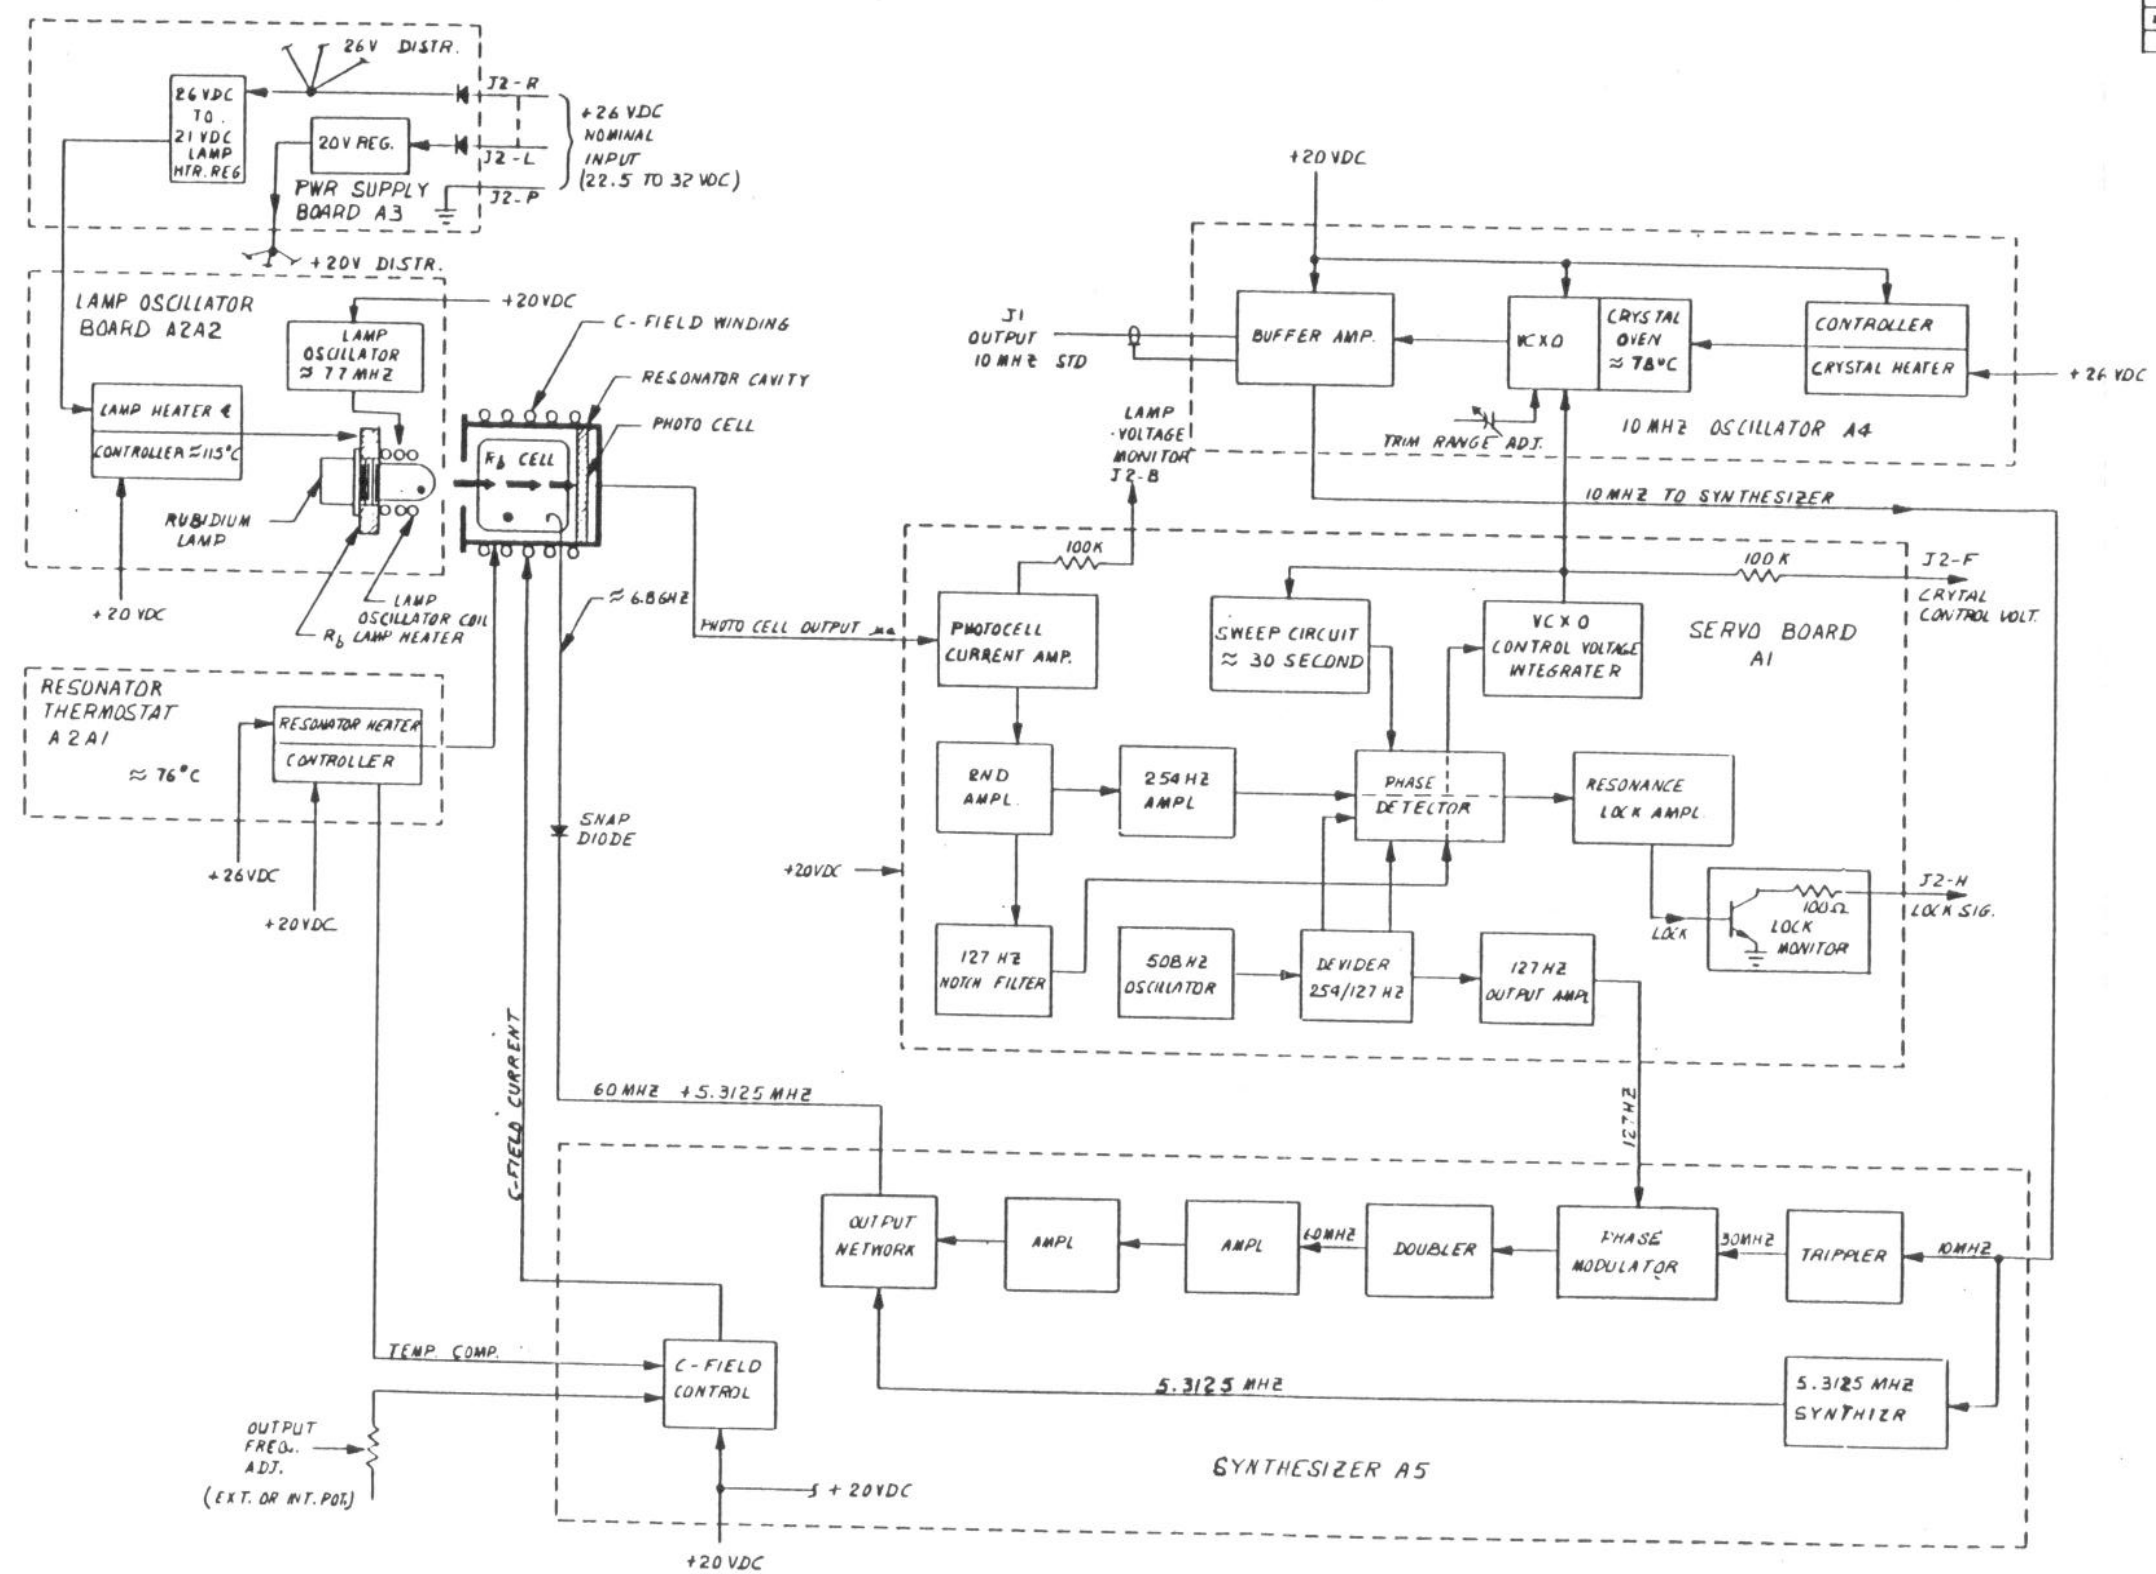 26V DISTR.
26 VDC
TO
21 VDC
LAMP
HTR. REG
20V REG.
PWR SUPPLY
BOARD A3
J2-R
J2-L
J2-P
+26 VDC
NOMINAL
INPUT
(22.5 TO 32 VDC)
+20V DISTR.
LAMP OSCILLATOR
BOARD A2A2
+20VDC
LAMP
OSCILLATOR
≈ 77 MHZ
LAMP HEATER &
CONTROLLER ≈ 115°C
RUBIDIUM
LAMP
+20 VDC
LAMP
OSCILLATOR COIL
Rb LAMP HEATER
C-FIELD WINDING
RESONATOR CAVITY
PHOTO CELL
Rb CELL
≈ 6.8GHZ
RESONATOR
THERMOSTAT
A2A1
≈ 76°C
RESONATOR HEATER
CONTROLLER
+26VDC
+20VDC
SNAP
DIODE
PHOTO CELL OUTPUT
C-FIELD CURRENT
+20 VDC
J1
OUTPUT
10 MHZ STD
BUFFER AMP.
VCXO
CRYSTAL
OVEN
≈ 78°C
CONTROLLER
CRYSTAL HEATER
+26 VDC
TRIM RANGE ADJ.
10 MHZ OSCILLATOR A4
LAMP
VOLTAGE
MONITOR
J2-B
10 MHZ TO SYNTHESIZER
100K
100K
J2-F
CRYTAL
CONTROL VOLT.
PHOTOCELL
CURRENT AMP.
SWEEP CIRCUIT
≈ 30 SECOND
VCXO
CONTROL VOLTAGE
INTEGRATER
SERVO BOARD
A1
2ND
AMPL.
254 HZ
AMPL
PHASE
DETECTOR
RESONANCE
LOCK AMPL.
+20VDC
127 HZ
NOTCH FILTER
508HZ
OSCILLATOR
DEVIDER
254/127 HZ
127HZ
OUTPUT AMPL
LOCK
100Ω
LOCK
MONITOR
J2-H
LOCK SIG.
127HZ
60 MHZ + 5.3125 MHZ
OUTPUT
NETWORK
AMPL
AMPL
60MHZ
DOUBLER
PHASE
MODULATOR
30MHZ
TRIPPLER
10MHZ
TEMP. COMP.
C-FIELD
CONTROL
5.3125 MHZ
5.3125 MHZ
SYNTHIZR
OUTPUT
FREQ.
ADJ.
(EXT. OR INT. POT.)
+20VDC
SYNTHESIZER A5
+20 VDC